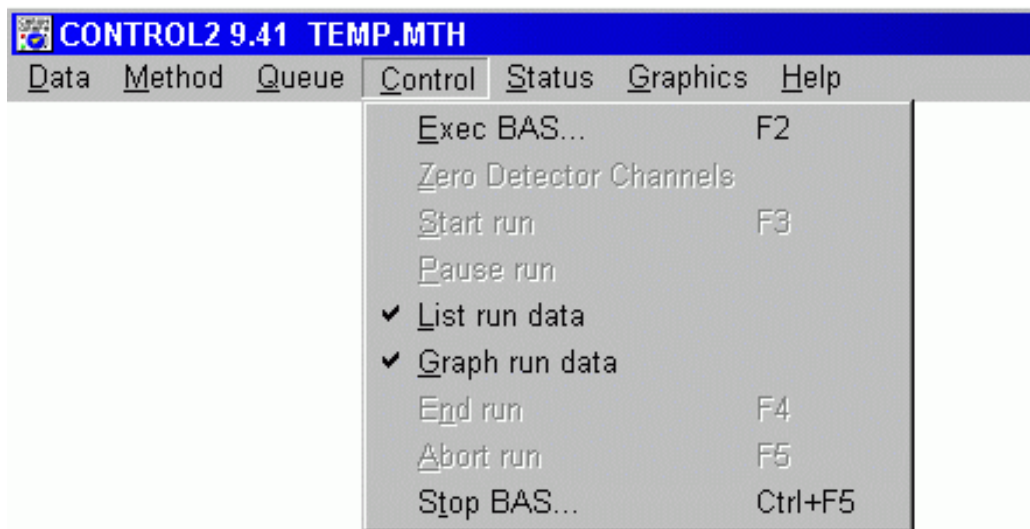 CONTROL2 9.41 TEMP.MTH
Data Method Queue Control Status Graphics Help
Exec BAS... F2
Zero Detector Channels
Start run F3
Pause run
List run data
Graph run data
End run F4
Abort run F5
Stop BAS... Ctrl+F5